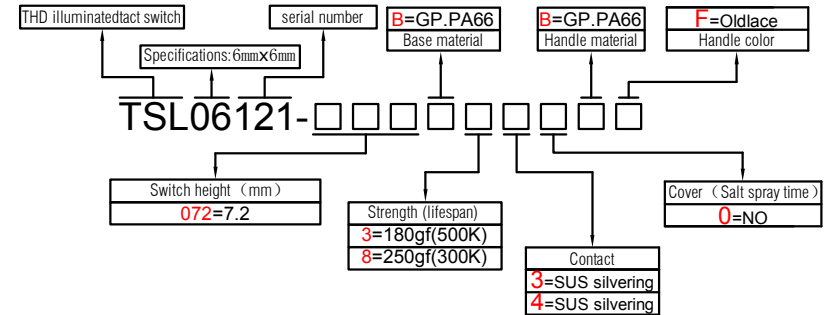 THD illuminatedtact switch
serial number
B=GP.PA66
Base material
B=GP.PA66
Handle material
F=Oldlace
Handle color
Specifications:6mmx6mm
TSL06121-□□□□□□□□□
Switch height（mm）
072=7.2
Strength (lifespan)
3=180gf(500K)
8=250gf(300K)
Contact
3=SUS silvering
4=SUS silvering
Cover（Salt spray time）
0=NO